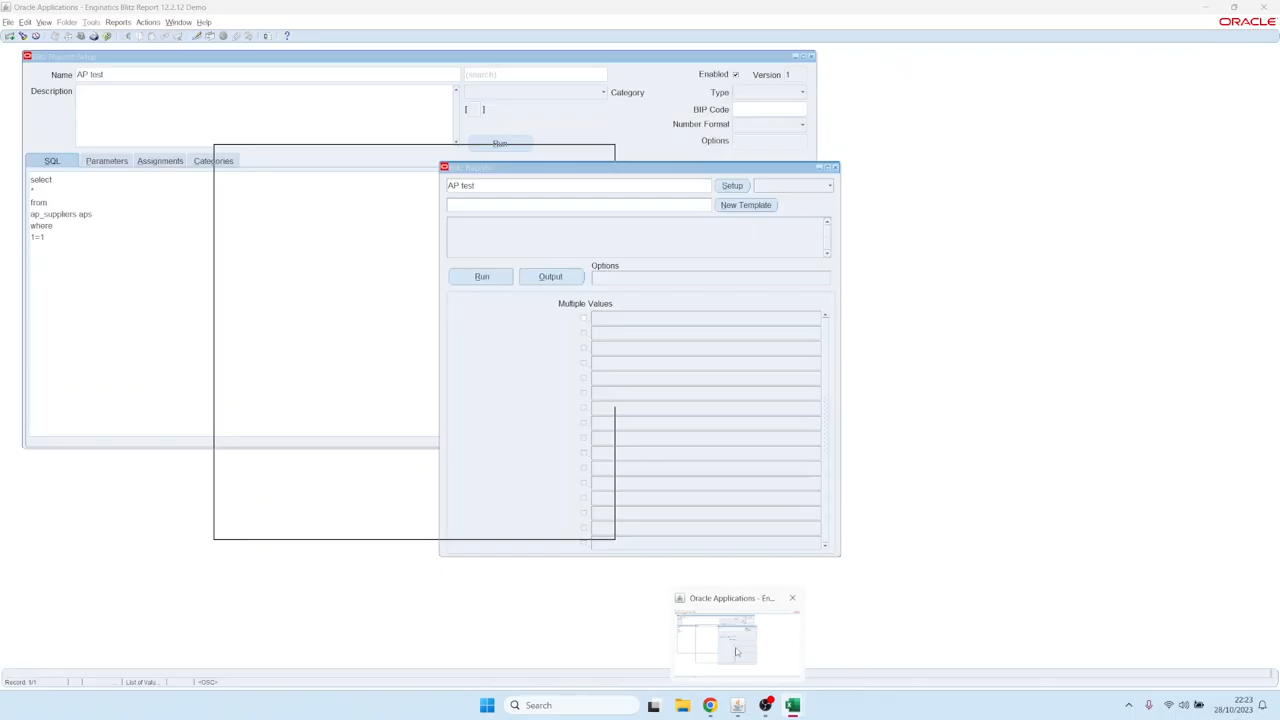 Oracle Applications - Enginatics Blitz Report 12.2.12 Demo
File Edit View Folder Tools Reports Actions Window Help
ORACLE
Name AP test (search) Enabled Version 1
Description [ ] Category Type
BIP Code
Number Format
Options
Run
SQL Parameters Assignments Categories
select
*
from
ap_suppliers aps
where
1=1
AP test Setup
New Template
Run Output Options
Multiple Values
Oracle Applications - En...
Record: 1/1 ... List of Valu... <OSC>
Search
22:23
28/10/2023